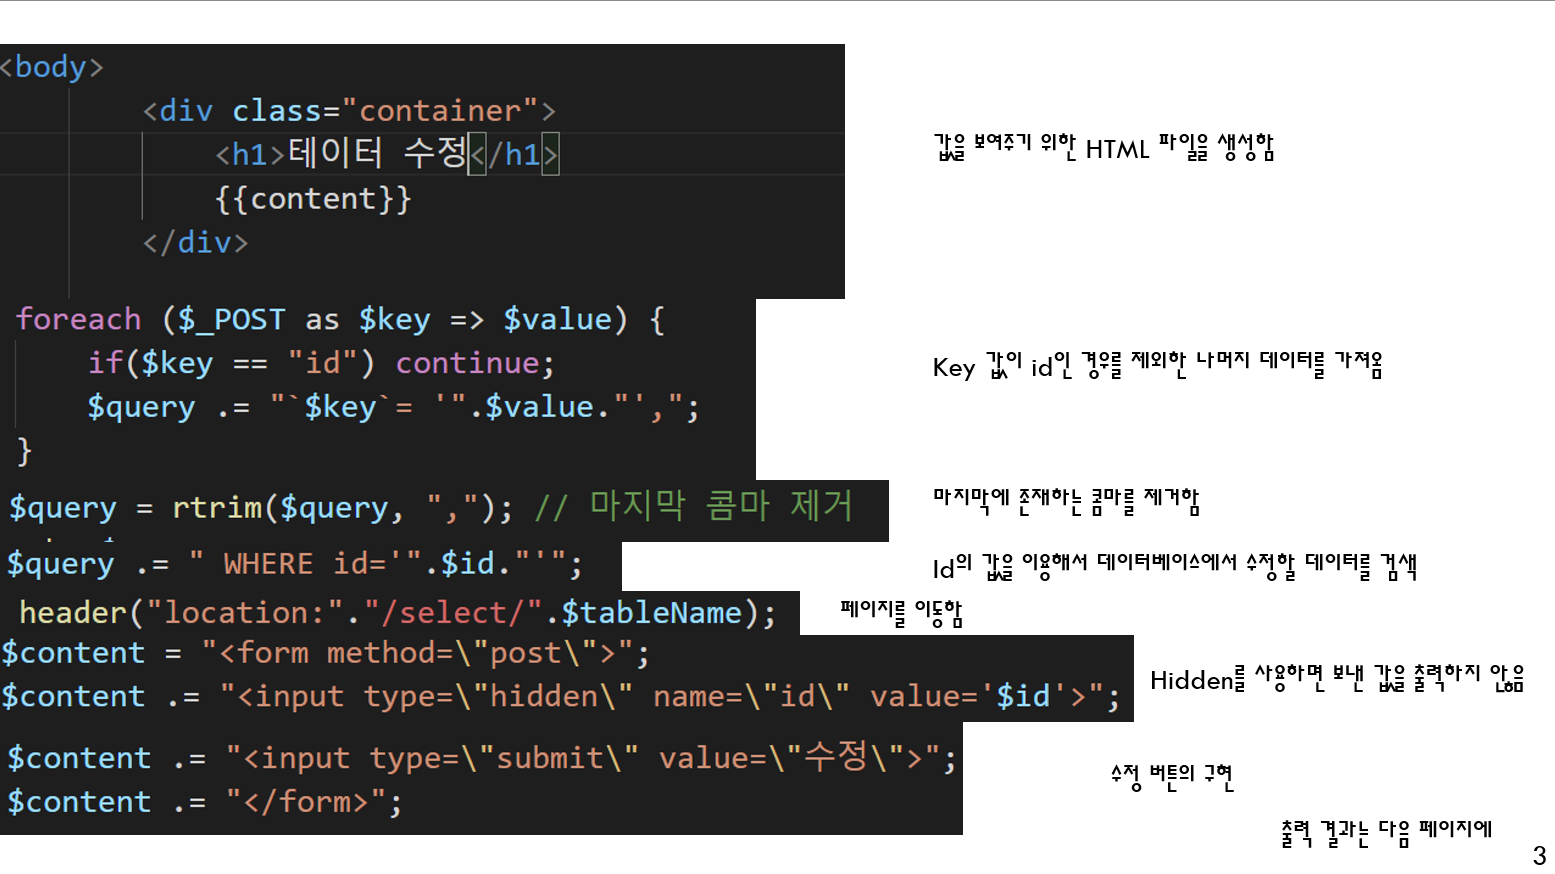 <body>
<div class="container">
<h1>테이터 수정</h1>
{{content}}
</div>
값을 보여주기 위한 HTML 파일을 생성함
foreach ($_POST as $key => $value) {
if($key == "id") continue;
$query .= "`$key`= '".$value."',";
}
Key 값이 id인 경우를 제외한 나머지 데이터를 가져옴
$query = rtrim($query, ","); // 마지막 콤마 제거
마지막에 존재하는 콤마를 제거함
$query .= " WHERE id='".$id."'";
Id의 값을 이용해서 데이터베이스에서 수정할 데이터를 검색
header("location:"."/select/".$tableName);
페이지를 이동함
$content = "<form method=\"post\">";
$content .= "<input type=\"hidden\" name=\"id\" value='$id'>";
Hidden를 사용하면 보낸 값을 출력하지 안음
$content .= "<input type=\"submit\" value=\"수정\">";
$content .= "</form>";
수정 버튼의 구현
출력 결과는 다음 페이지에
3